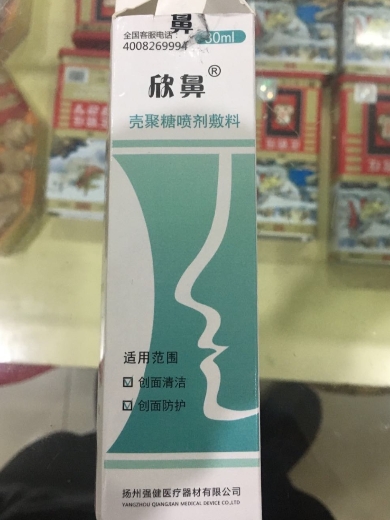 鼻
全国客服电话
4008269994
30ml
欣鼻®
壳聚糖喷剂敷料
适用范围
☑ 创面清洁
☑ 创面防护
扬州强健医疗器材有限公司
YANGZHOU QIANGJIAN MEDICAL DEVICE CO.,LTD